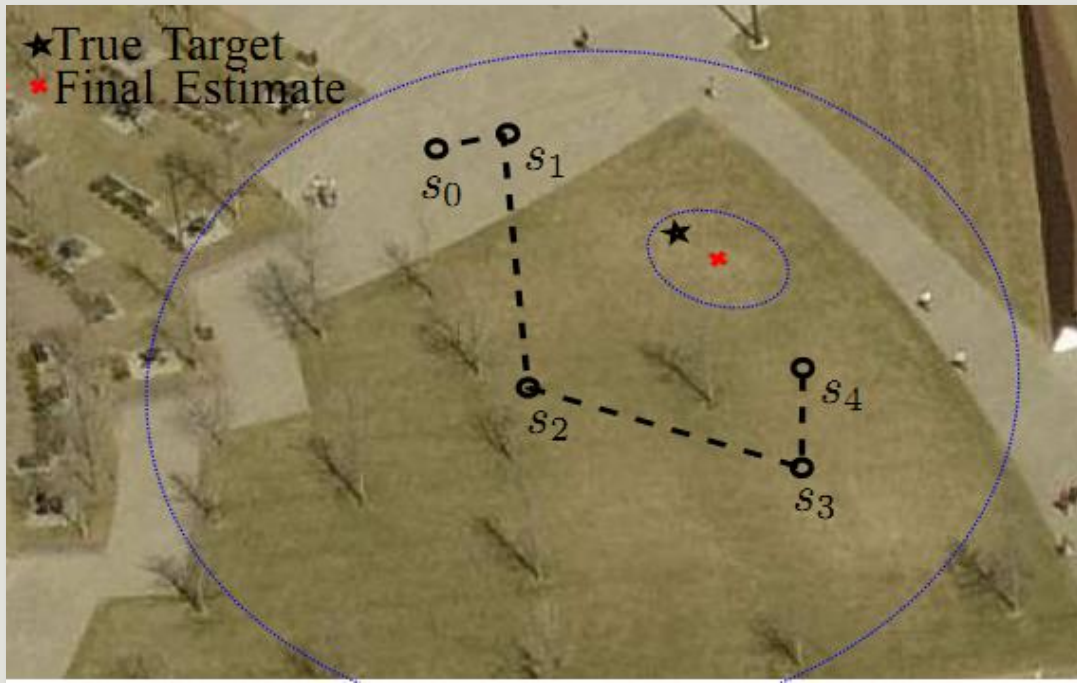 True Target
Final Estimate
s₀
s₁
s₂
s₃
s₄